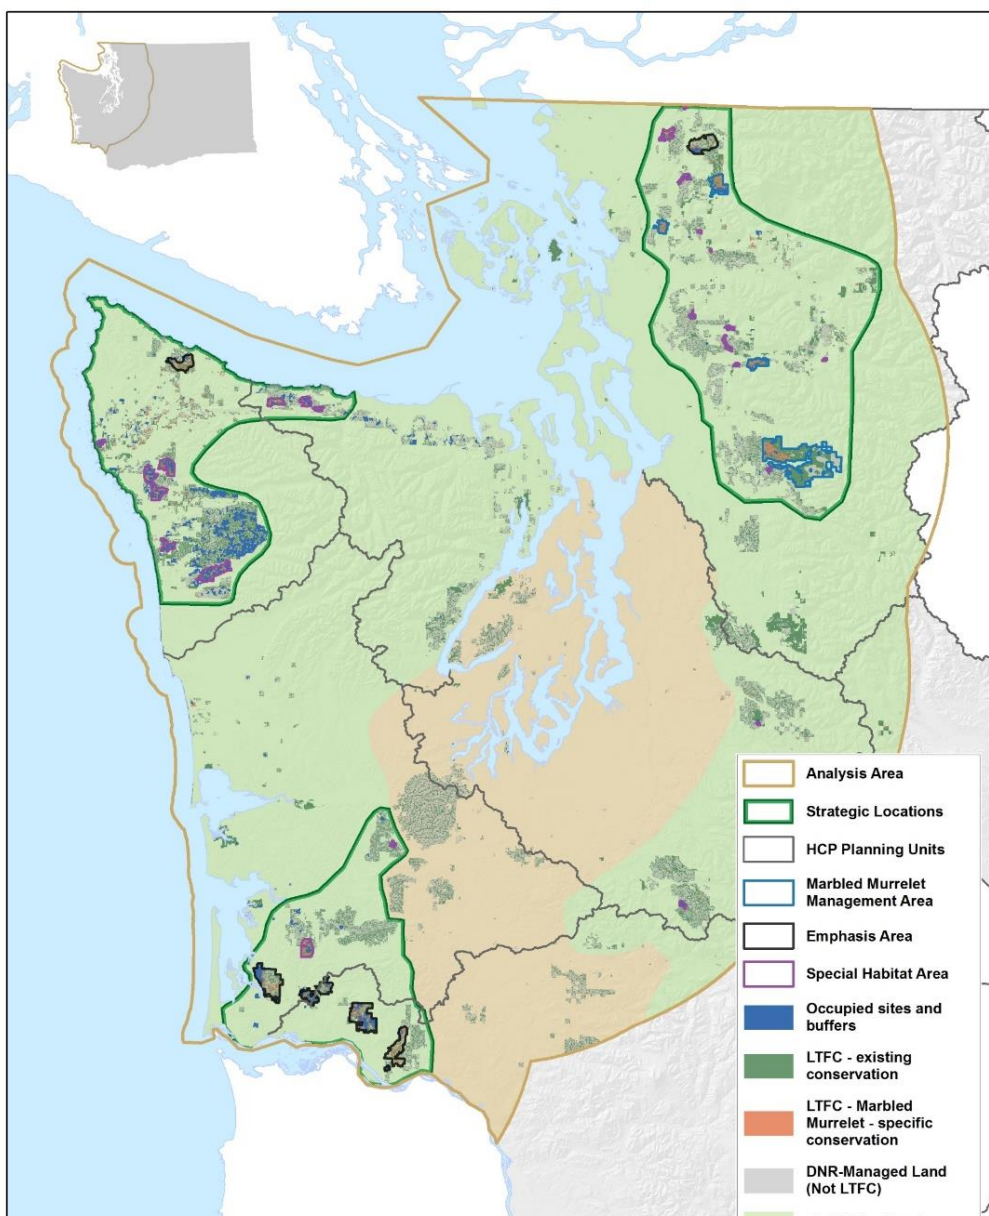 Analysis Area
Strategic Locations
HCP Planning Units
Marbled Murrelet
Management Area
Emphasis Area
Special Habitat Area
Occupied sites and
buffers
LTFC - existing
conservation
LTFC - Marbled
Murrelet - specific
conservation
DNR-Managed Land
(Not LTFC)